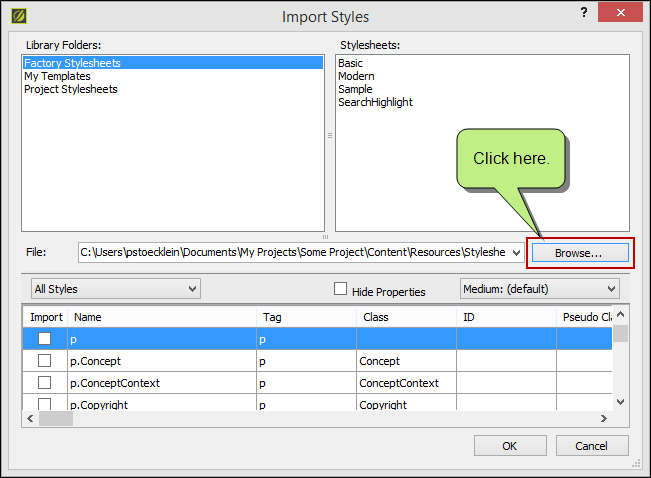 Import Styles
?
Library Folders:
Factory Stylesheets
My Templates
Project Stylesheets
Stylesheets:
Basic
Modern
Sample
SearchHighlight
Click here.
File: C:\Users\pstoecklein\Documents\My Projects\Some Project\Content\Resources\Styleshe Browse...
All Styles Hide Properties Medium: (default)
Import Name Tag Class ID Pseudo Cla
p p
p.Concept p Concept
p.ConceptContext p ConceptContext
p.Copyright p Copyright
OK Cancel